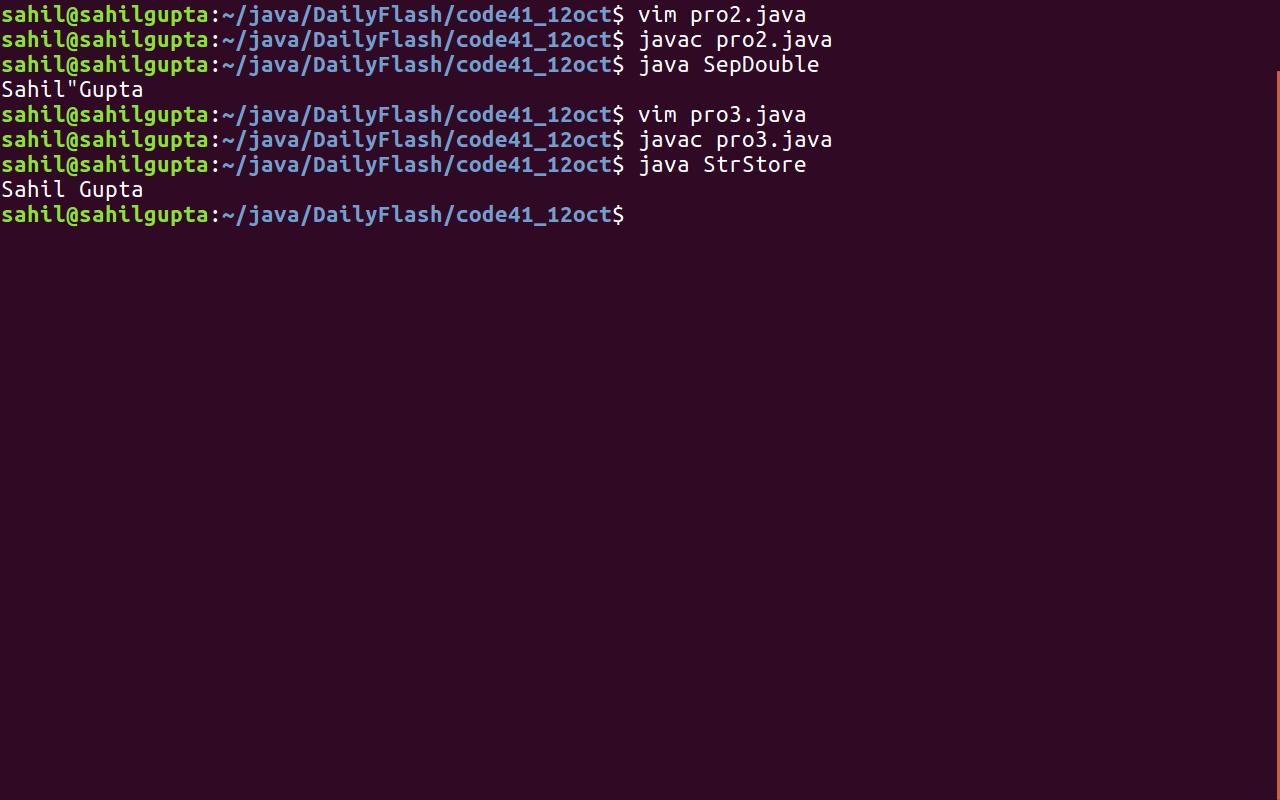 sahil@sahilgupta:~/java/DailyFlash/code41_12oct$ vim pro2.java
sahil@sahilgupta:~/java/DailyFlash/code41_12oct$ javac pro2.java
sahil@sahilgupta:~/java/DailyFlash/code41_12oct$ java SepDouble
Sahil"Gupta
sahil@sahilgupta:~/java/DailyFlash/code41_12oct$ vim pro3.java
sahil@sahilgupta:~/java/DailyFlash/code41_12oct$ javac pro3.java
sahil@sahilgupta:~/java/DailyFlash/code41_12oct$ java StrStore
Sahil Gupta
sahil@sahilgupta:~/java/DailyFlash/code41_12oct$